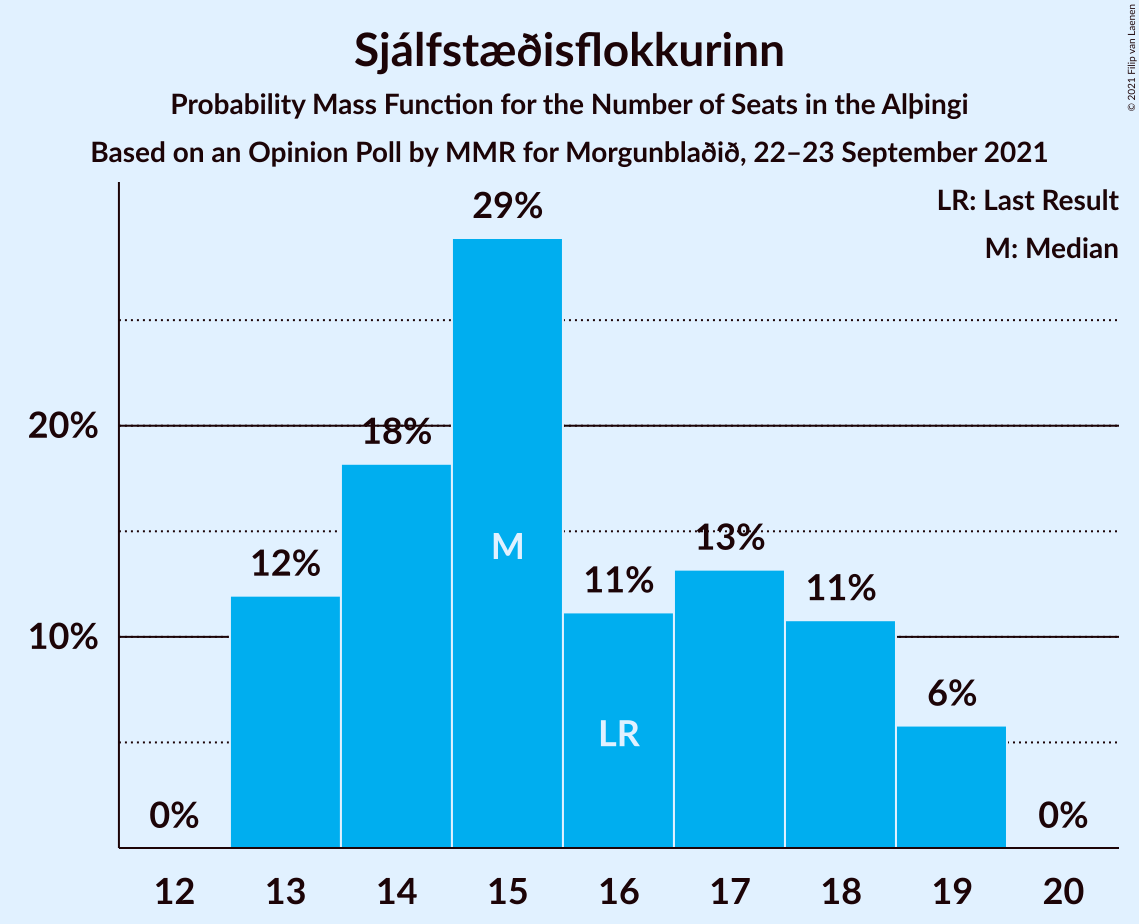 Sjálfstæðisflokkurinn
Probability Mass Function for the Number of Seats in the Alþingi
Based on an Opinion Poll by MMR for Morgunblaðið, 22–23 September 2021
© 2021 Filip van Laenen
LR: Last Result
M: Median
29%
20%
18%
13%
M
12%
11%
11%
10%
6%
LR
0%
0%
12 13 14 15 16 17 18 19 20